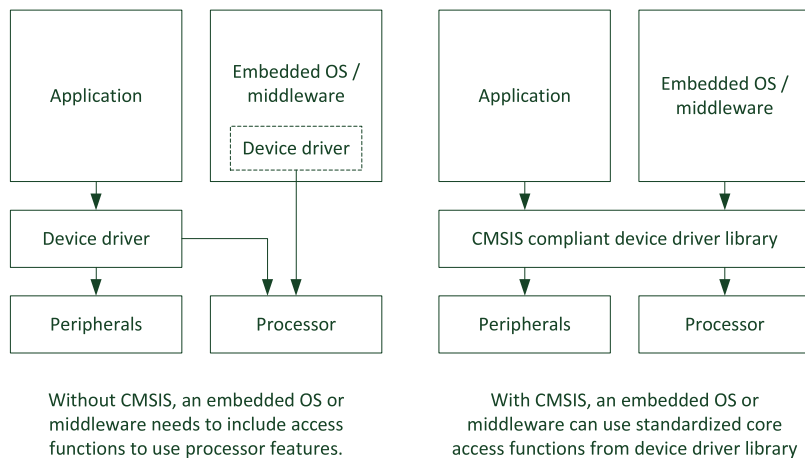 Application
Embedded OS /
middleware
Device driver
Device driver
Peripherals
Processor
Without CMSIS, an embedded OS or
middleware needs to include access
functions to use processor features.
Application
Embedded OS /
middleware
CMSIS compliant device driver library
Peripherals
Processor
With CMSIS, an embedded OS or
middleware can use standardized core
access functions from device driver library